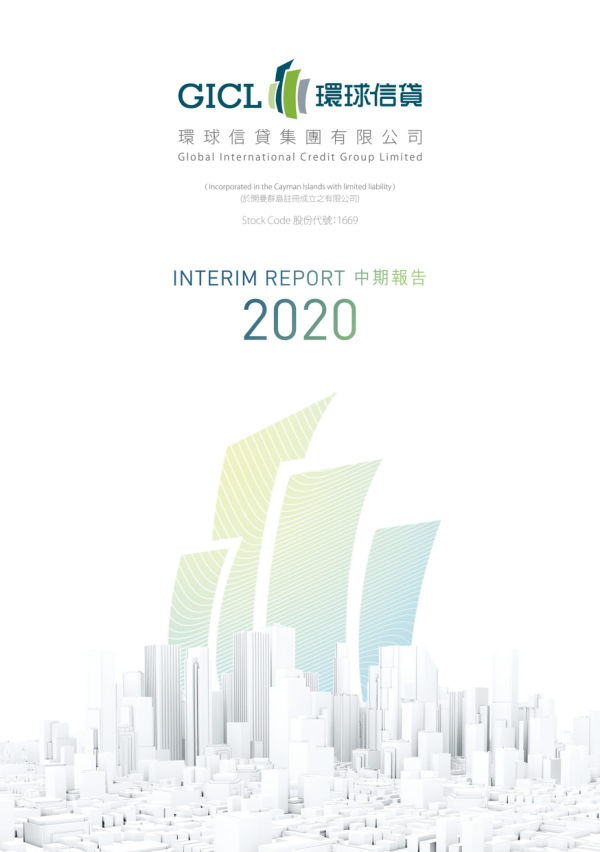 GICL 環球信貸
環球信貸集團有限公司
Global International Credit Group Limited
(Incorporated in the Cayman Islands with limited liability)
(於開曼群島註冊成立之有限公司)
Stock Code 股份代號：1669
INTERIM REPORT 中期報告
2020